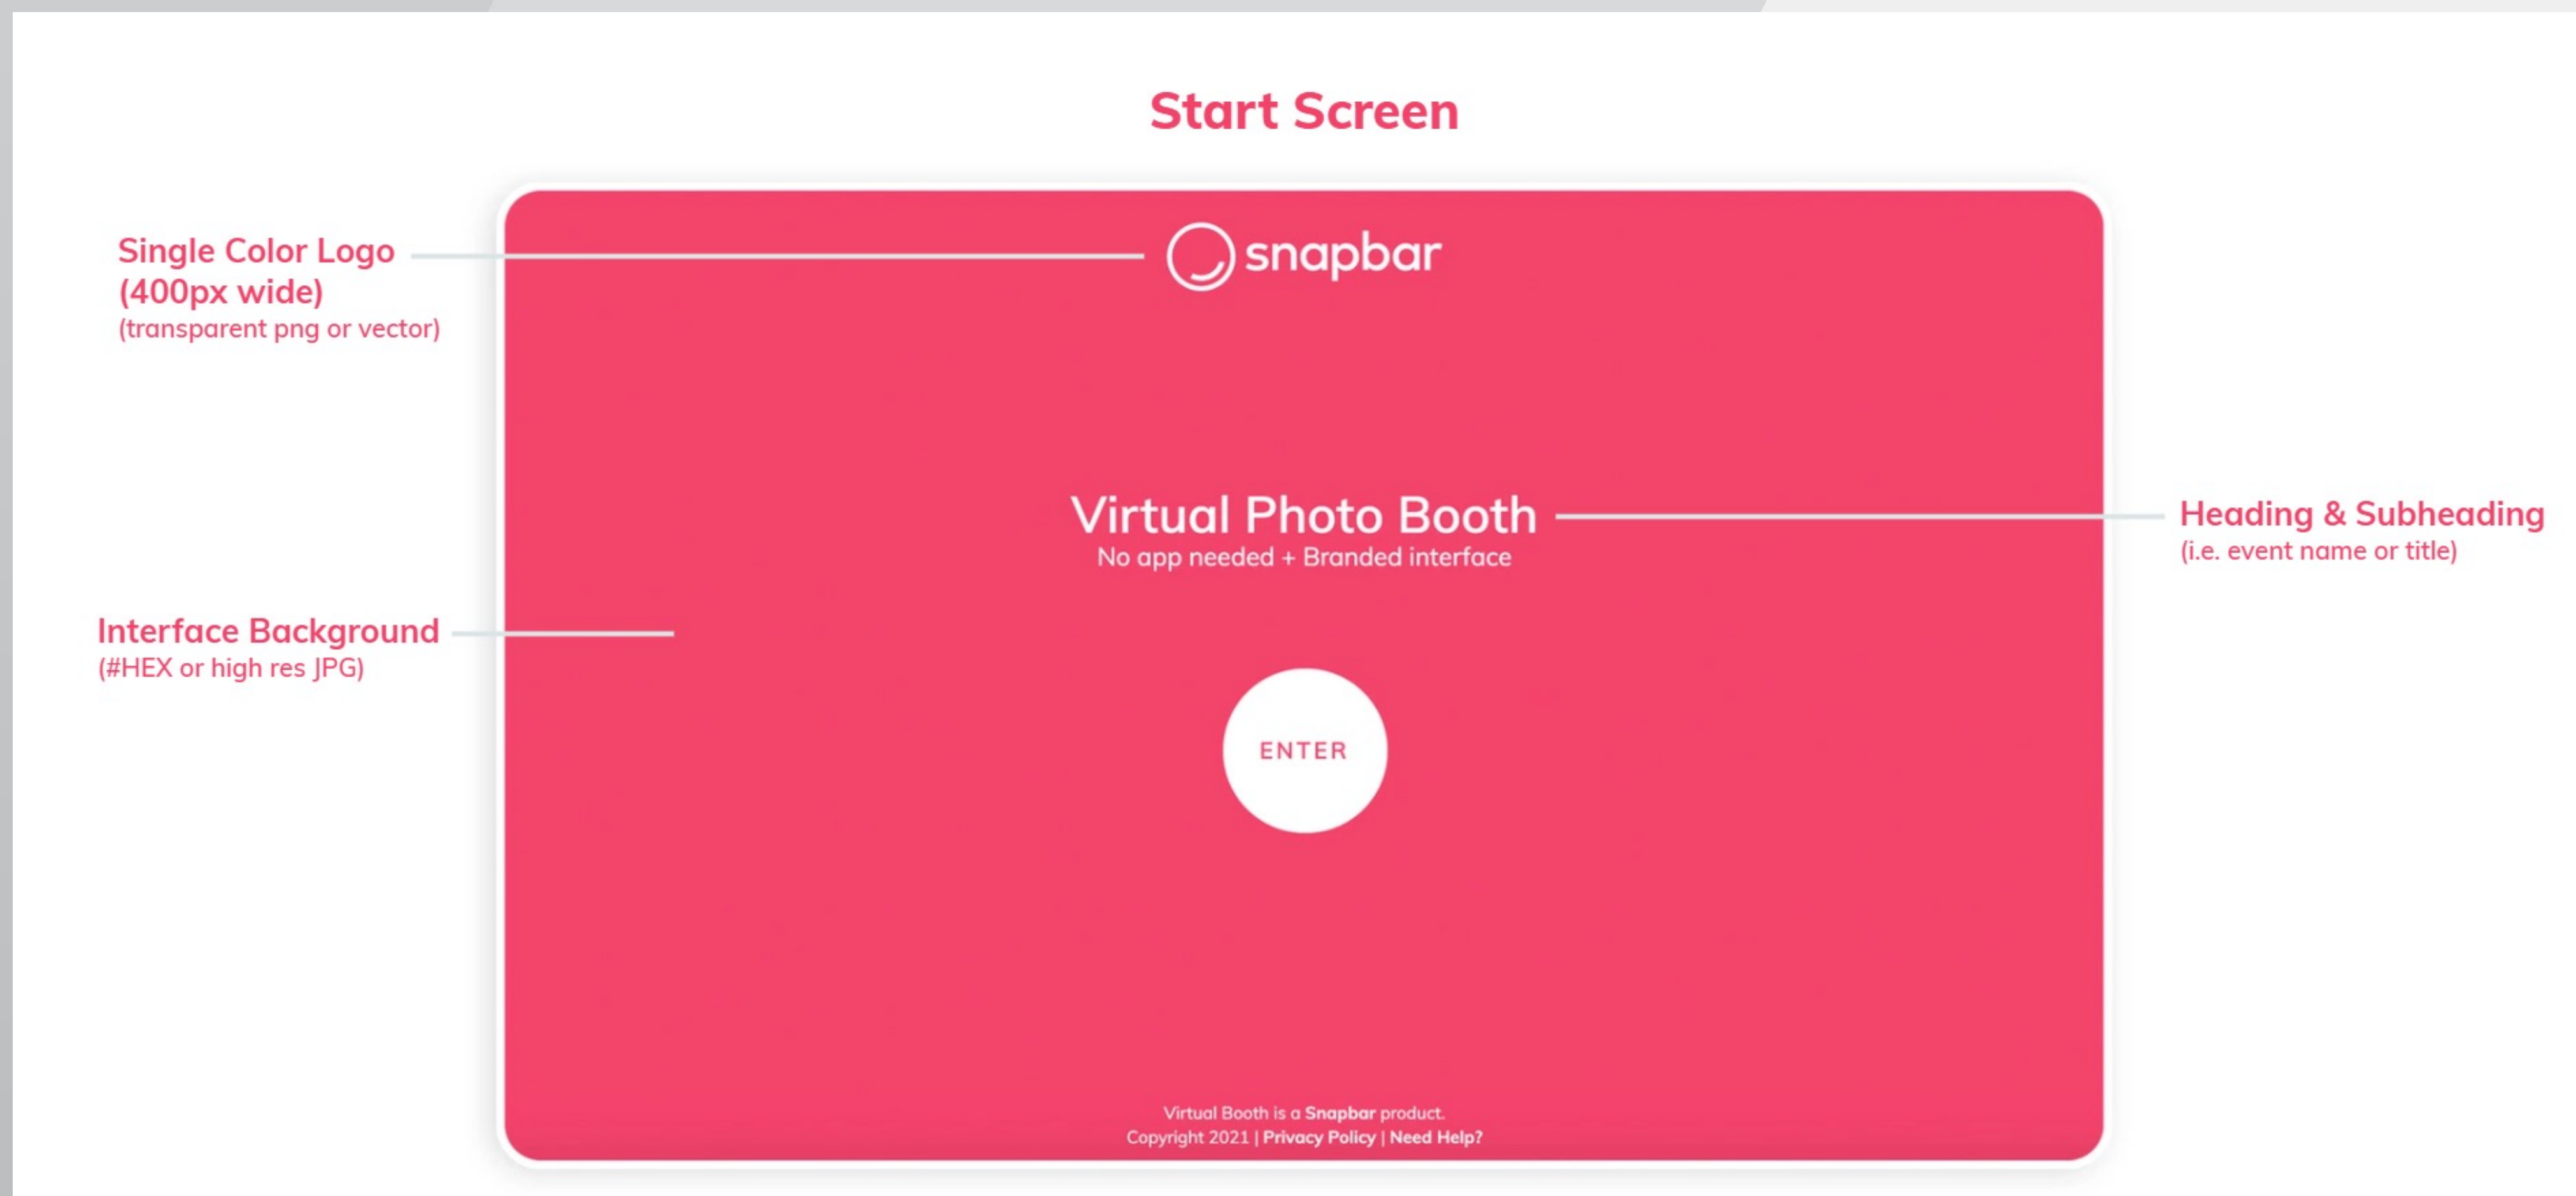 Start Screen
Single Color Logo
(400px wide)
(transparent png or vector)
snapbar
Virtual Photo Booth
No app needed + Branded interface
Heading & Subheading
(i.e. event name or title)
Interface Background
(#HEX or high res JPG)
ENTER
Virtual Booth is a Snapbar product.
Copyright 2021 | Privacy Policy | Need Help?